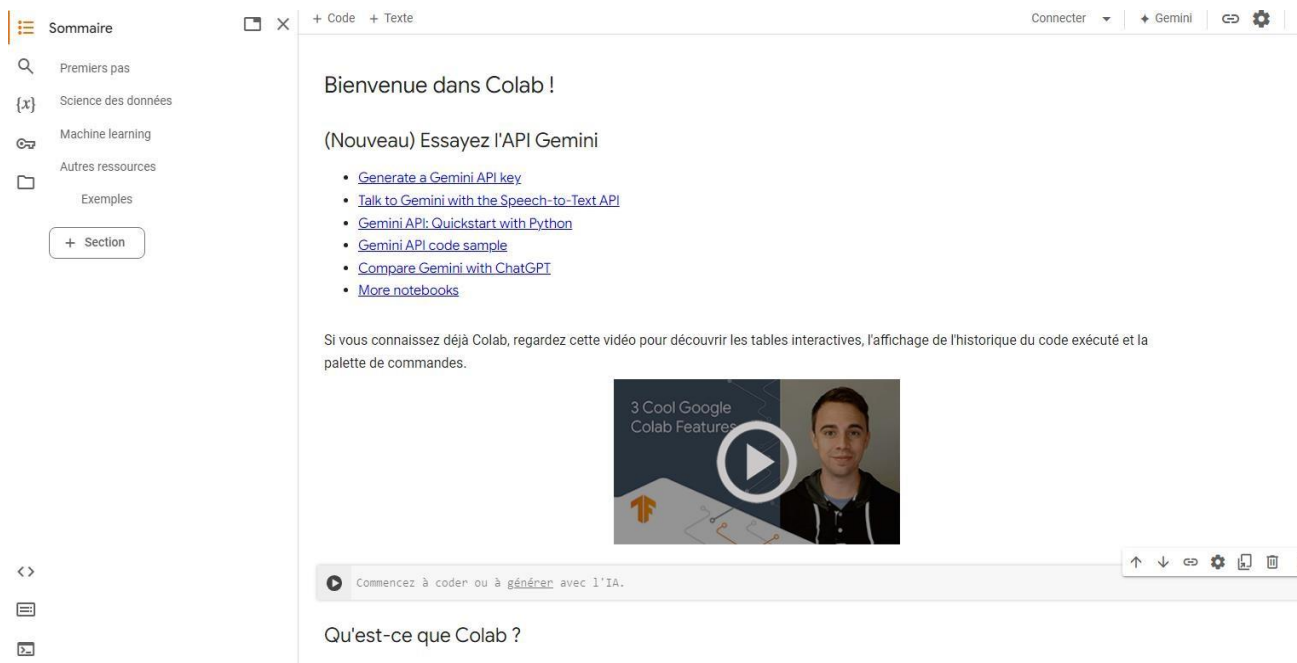 Sommaire
Premiers pas
Science des données
Machine learning
Autres ressources
Exemples
+ Section
+ Code + Texte
Connecter
Gemini
Bienvenue dans Colab !
(Nouveau) Essayez l'API Gemini
• Generate a Gemini API key
• Talk to Gemini with the Speech-to-Text API
• Gemini API: Quickstart with Python
• Gemini API code sample
• Compare Gemini with ChatGPT
• More notebooks
Si vous connaissez déjà Colab, regardez cette vidéo pour découvrir les tables interactives, l'affichage de l'historique du code exécuté et la
palette de commandes.
3 Cool Google
Colab Features
Commencez à coder ou à générer avec l'IA.
Qu'est-ce que Colab ?